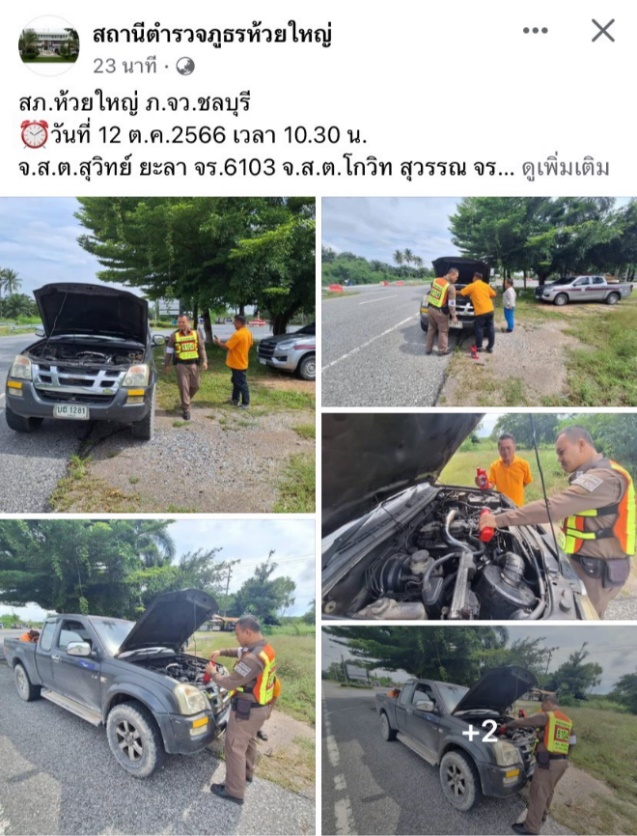 สถานีตำรวจภูธรห้วยใหญ่
23 นาที ·
สภ.ห้วยใหญ่ ภ.จว.ชลบุรี
⏰วันที่ 12 ต.ค.2566 เวลา 10.30 น.
จ.ส.ต.สุวิทย์ ยะลา จร.6103 จ.ส.ต.โกวิท สุวรรณ จร... ดูเพิ่มเติม
+2